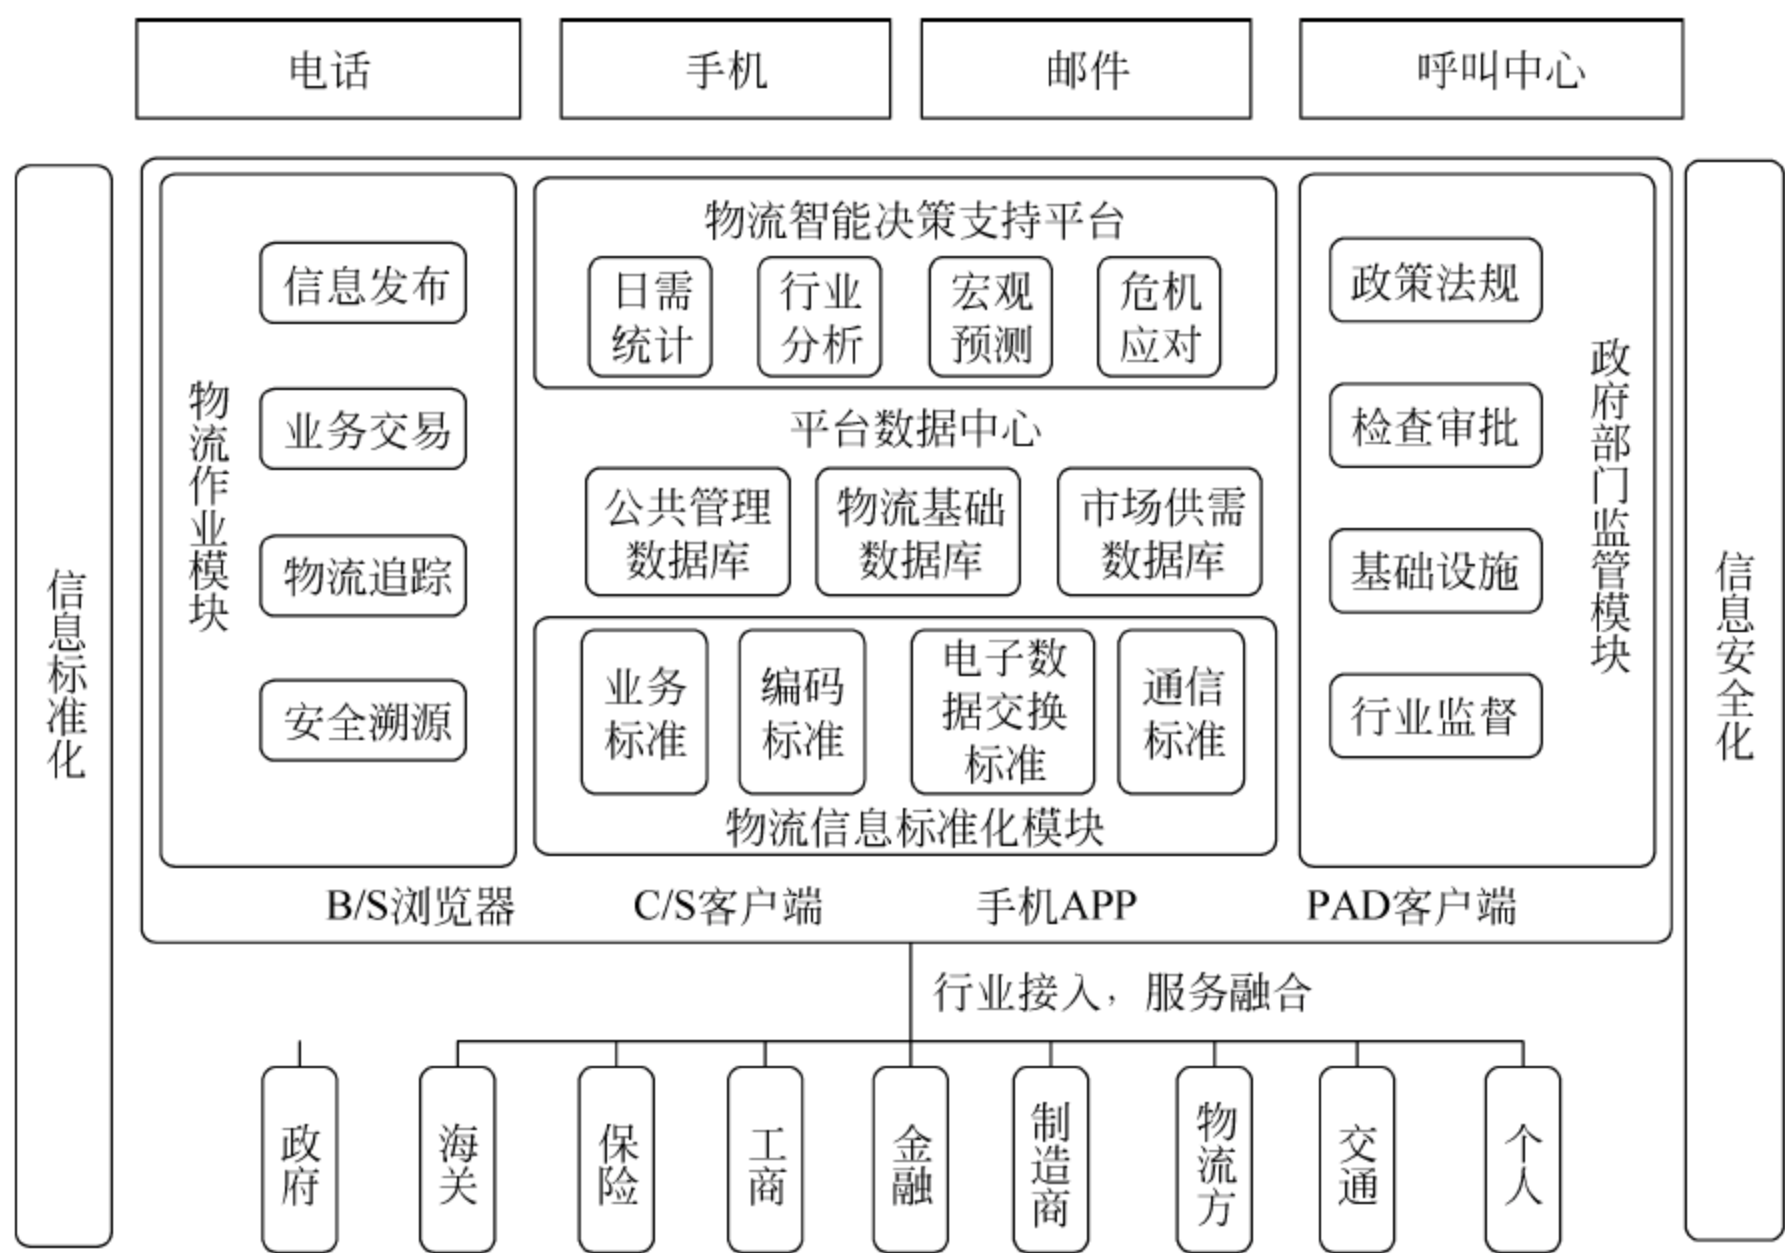 电话
手机
邮件
呼叫中心
信息标准化
物流作业模块
信息发布
业务交易
物流追踪
安全溯源
物流智能决策支持平台
日需
统计
行业
分析
宏观
预测
危机
应对
平台数据中心
公共管理
数据库
物流基础
数据库
市场供需
数据库
业务
标准
编码
标准
电子数
据交换
标准
通信
标准
物流信息标准化模块
政策法规
检查审批
基础设施
行业监督
政府部门监管模块
信息安全化
B/S浏览器
C/S客户端
手机APP
PAD客户端
行业接入，服务融合
政府
海关
保险
工商
金融
制造商
物流方
交通
个人